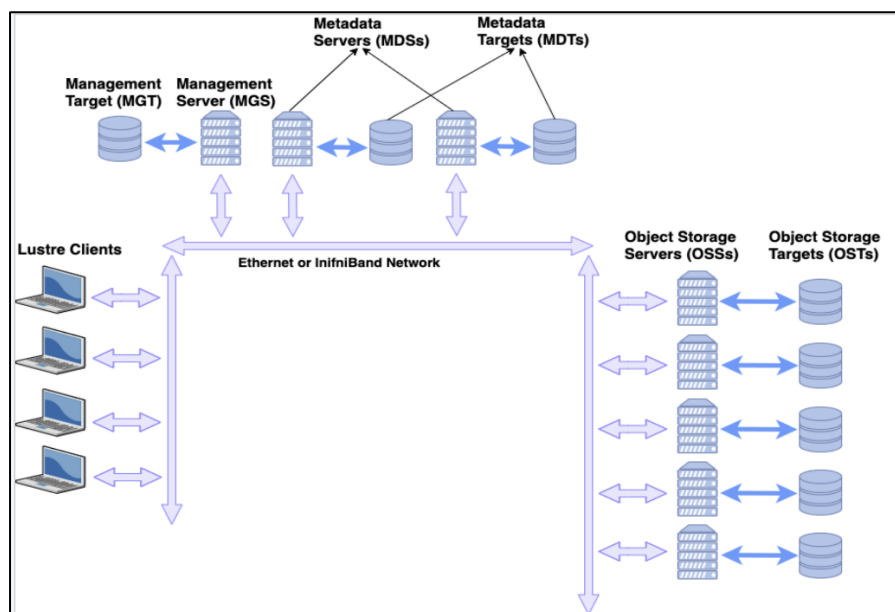 Metadata
Servers (MDSs)
Metadata
Targets (MDTs)
Management
Target (MGT)
Management
Server (MGS)
Lustre Clients
Ethernet or InifniBand Network
Object Storage
Servers (OSSs)
Object Storage
Targets (OSTs)